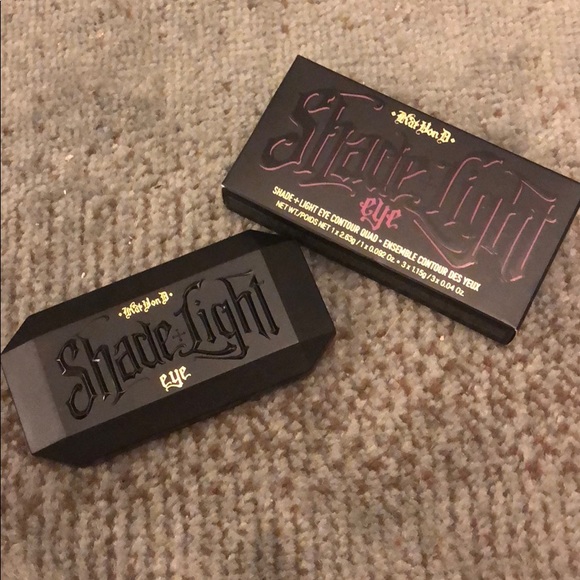 Kat Von D
Shade + Light
eye
SHADE + LIGHT EYE CONTOUR QUAD • ENSEMBLE CONTOUR DES YEUX
NET WT./POIDS NET 1 x 2.63g / 1 x 0.092 Oz. • 3 x 1.15g / 3 x 0.04 Oz.
Kat Von D
Shade + Light
eye